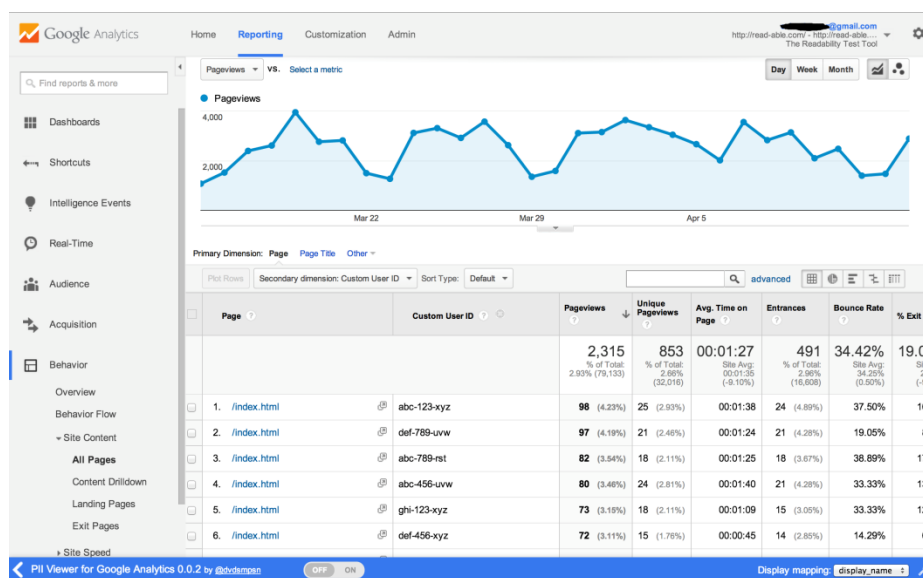 Google Analytics
Home Reporting Customization Admin
@gmail.com
http://read-able.com/ - http://read-able....
The Readability Test Tool
Find reports & more
Dashboards
Shortcuts
Intelligence Events
Real-Time
Audience
Acquisition
Behavior
Overview
Behavior Flow
Site Content
All Pages
Content Drilldown
Landing Pages
Exit Pages
Site Speed
Pageviews VS. Select a metric
Day Week Month
Pageviews
4,000
2,000
Mar 22 Mar 29 Apr 5
Primary Dimension: Page Page Title Other
Plot Rows Secondary dimension: Custom User ID Sort Type: Default advanced
Page Custom User ID Pageviews Unique Pageviews Avg. Time on Page Entrances Bounce Rate % Exit
2,315 853 00:01:27 491 34.42% 19.0
% of Total: % of Total: Site Avg: % of Total: Site Avg:
2.93% (79,133) 2.66% 00:01:35 2.96% 34.25%
(32,016) (-9.10%) (16,608) (0.50%)
1. /index.html abc-123-xyz 98 (4.23%) 25 (2.93%) 00:01:38 24 (4.89%) 37.50%
2. /index.html def-789-uvw 97 (4.19%) 21 (2.46%) 00:01:24 21 (4.28%) 19.05%
3. /index.html abc-789-rst 82 (3.54%) 18 (2.11%) 00:01:25 18 (3.67%) 38.89%
4. /index.html abc-456-uvw 80 (3.46%) 24 (2.81%) 00:01:40 21 (4.28%) 33.33%
5. /index.html ghi-123-xyz 73 (3.15%) 18 (2.11%) 00:01:09 15 (3.05%) 33.33%
6. /index.html def-456-xyz 72 (3.11%) 15 (1.76%) 00:00:45 14 (2.85%) 14.29%
PII Viewer for Google Analytics 0.0.2 by @dvdsmpsn OFF ON Display mapping: display_name